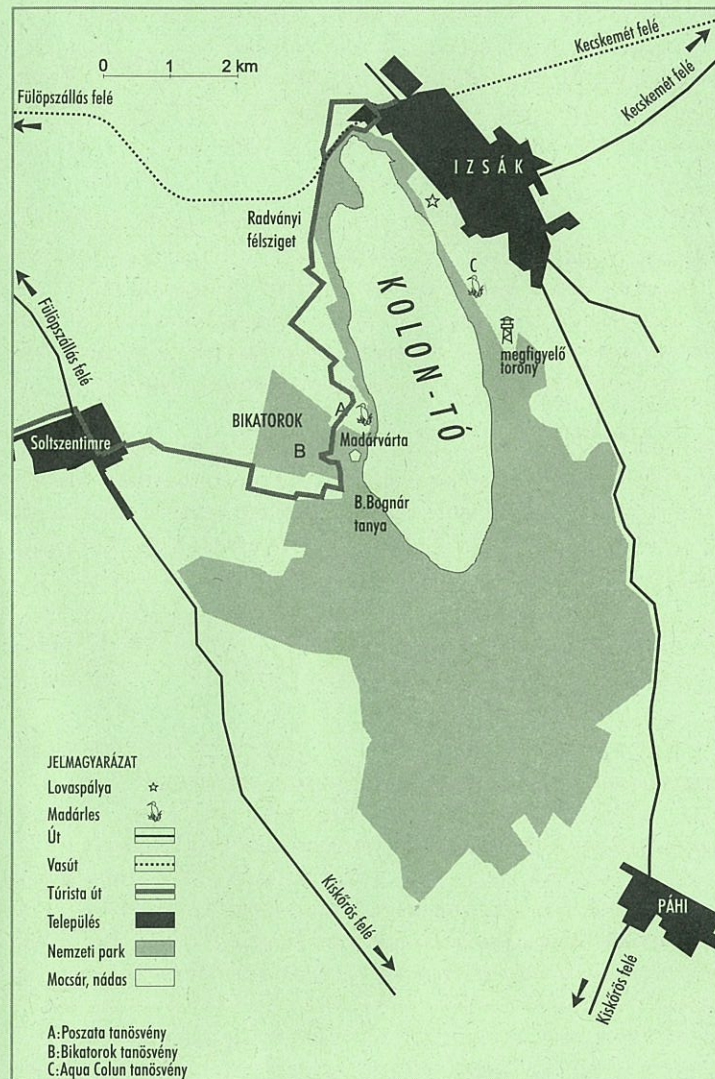 0 1 2 km
Kecskemét felé
Kecskemét felé
Fülöpszállás felé
IZSÁK
Radványi
félsziget
C
Fülöpszállás felé
KOLON-TÓ
megfigyelő
torony
BIKATOROK
A
Soltszentimre
B
Madárvárta
B.Bognár
tanya
JELMAGYARÁZAT
Lovaspálya
Madárles
Út
Vasút
Túrista út
Település
Nemzeti park
Mocsár, nádas
Kiskőrös felé
PÁHI
Kiskőrös felé
A:Poszata tanösvény
B:Bikatorok tanösvény
C:Aqua Colun tanösvény